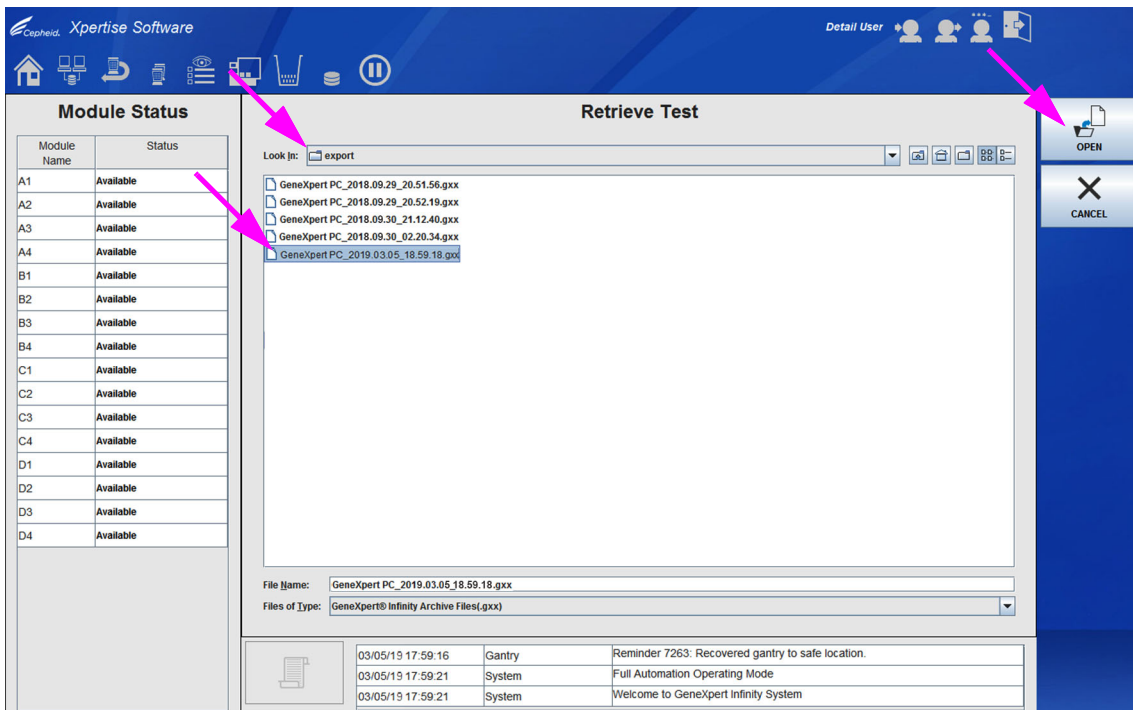 Cepheid. Xpertise Software
Detail User
Module Status
Module Name Status
A1 Available
A2 Available
A3 Available
A4 Available
B1 Available
B2 Available
B3 Available
B4 Available
C1 Available
C2 Available
C3 Available
C4 Available
D1 Available
D2 Available
D3 Available
D4 Available
Retrieve Test
Look In: export
GeneXpert PC_2018.09.29_20.51.56.gxx
GeneXpert PC_2018.09.29_20.52.19.gxx
GeneXpert PC_2018.09.30_21.12.40.gxx
GeneXpert PC_2018.09.30_02.20.34.gxx
GeneXpert PC_2019.03.05_18.59.18.gxx
File Name: GeneXpert PC_2019.03.05_18.59.18.gxx
Files of Type: GeneXpert® Infinity Archive Files(.gxx)
03/05/19 17:59:16 Gantry Reminder 7263: Recovered gantry to safe location.
03/05/19 17:59:21 System Full Automation Operating Mode
03/05/19 17:59:21 System Welcome to GeneXpert Infinity System
OPEN
CANCEL